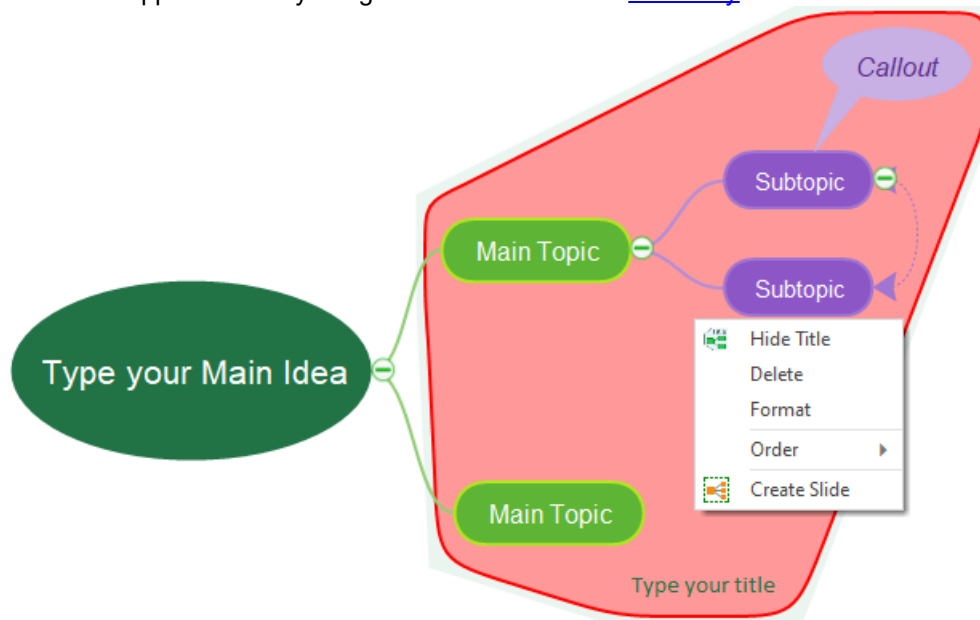 Callout
Subtopic
Main Topic
Subtopic
Type your Main Idea
Hide Title
Delete
Format
Order
Create Slide
Main Topic
Type your title